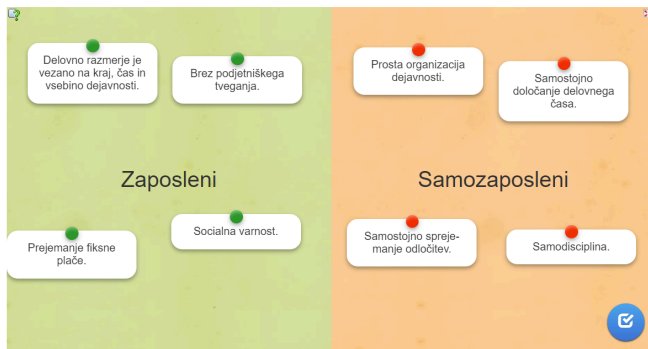 Delovno razmerje je
vezano na kraj, čas in
vsebino dejavnosti.
Brez podjetniškega
tveganja.
Prosta organizacija
dejavnosti.
Samostojno
določanje delovnega
časa.
Zaposleni
Samozaposleni
Prejemanje fiksne
plače.
Socialna varnost.
Samostojno spreje-
manje odločitev.
Samodisciplina.